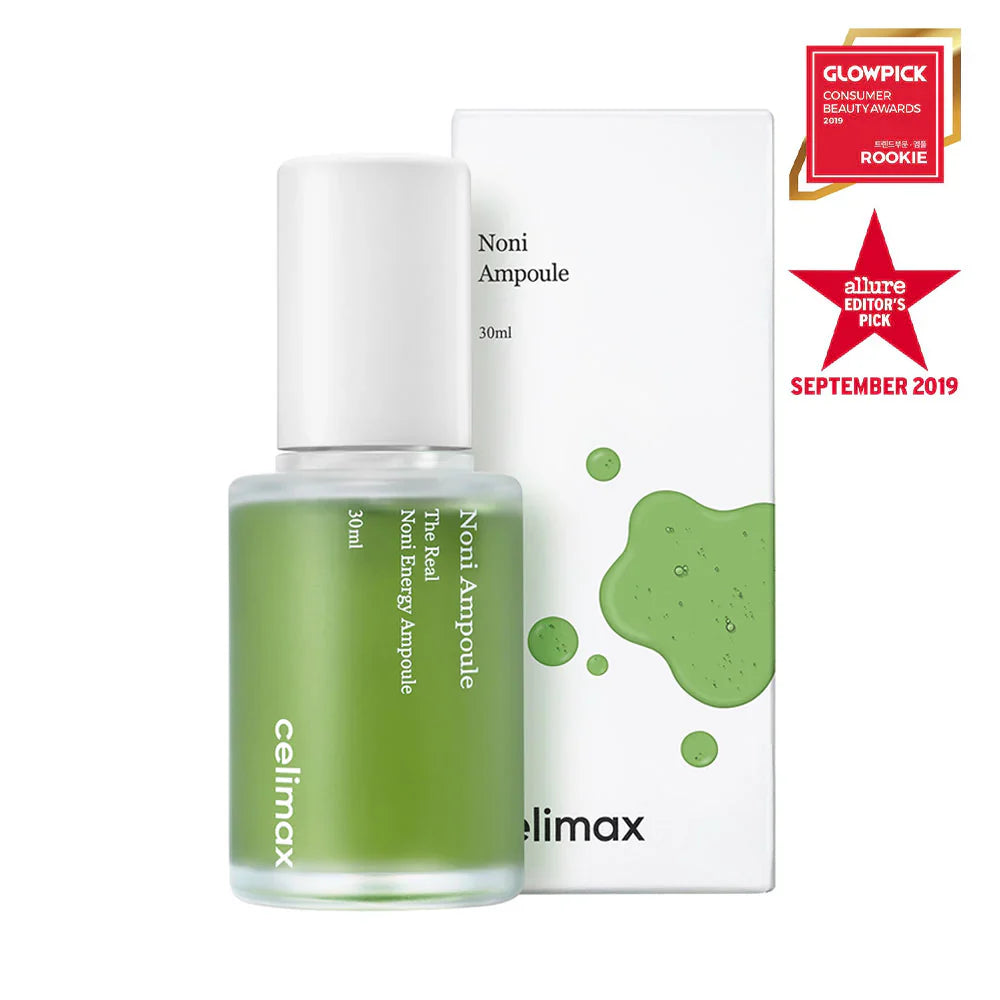 GLOWPICK
CONSUMER
BEAUTY AWARDS
2019
트렌드부문 · 앰플
ROOKIE
allure
EDITOR'S
PICK
SEPTEMBER 2019
Noni
Ampoule
30ml
elimax
Noni Ampoule
The Real
Noni Energy Ampoule
30ml
celimax